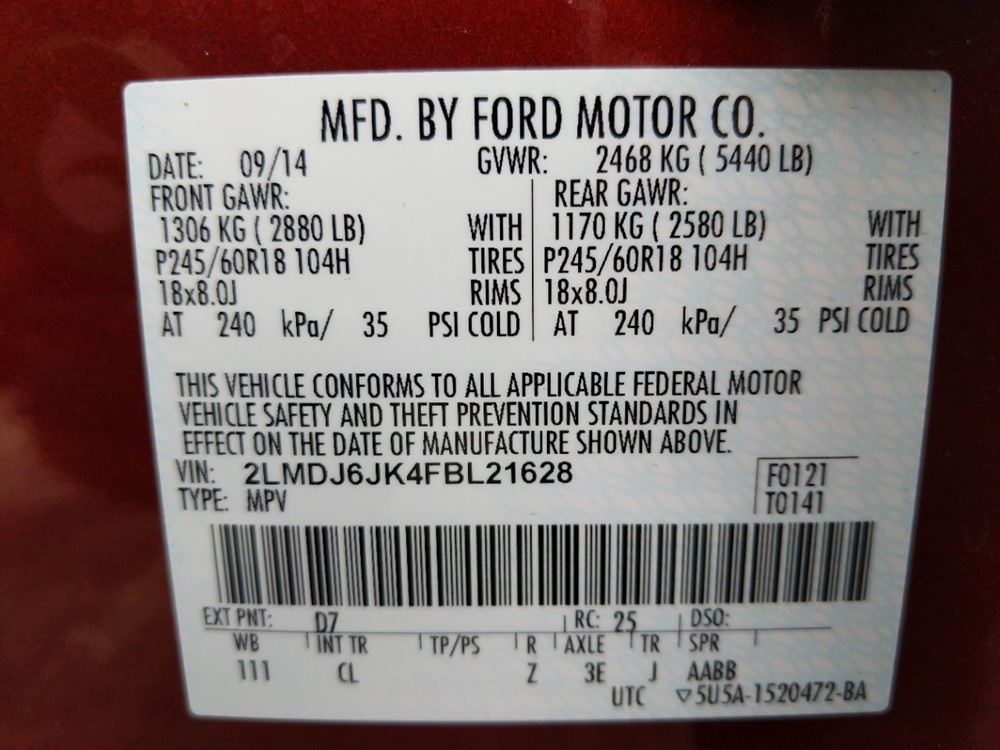 MFD. BY FORD MOTOR CO.
DATE: 09/14 GVWR: 2468 KG ( 5440 LB)
FRONT GAWR: REAR GAWR:
1306 KG ( 2880 LB) WITH 1170 KG ( 2580 LB) WITH
P245/60R18 104H TIRES P245/60R18 104H TIRES
18x8.0J RIMS 18x8.0J RIMS
AT 240 kPa/ 35 PSI COLD AT 240 kPa/ 35 PSI COLD
THIS VEHICLE CONFORMS TO ALL APPLICABLE FEDERAL MOTOR
VEHICLE SAFETY AND THEFT PREVENTION STANDARDS IN
EFFECT ON THE DATE OF MANUFACTURE SHOWN ABOVE.
VIN: 2LMDJ6JK4FBL21628 F0121
TYPE: MPV T0141
EXT PNT: D7 RC: 25 DSO:
WB INT TR TP/PS R AXLE TR SPR
111 CL Z 3E J AABB
UTC ▽5U5A-1520472-BA